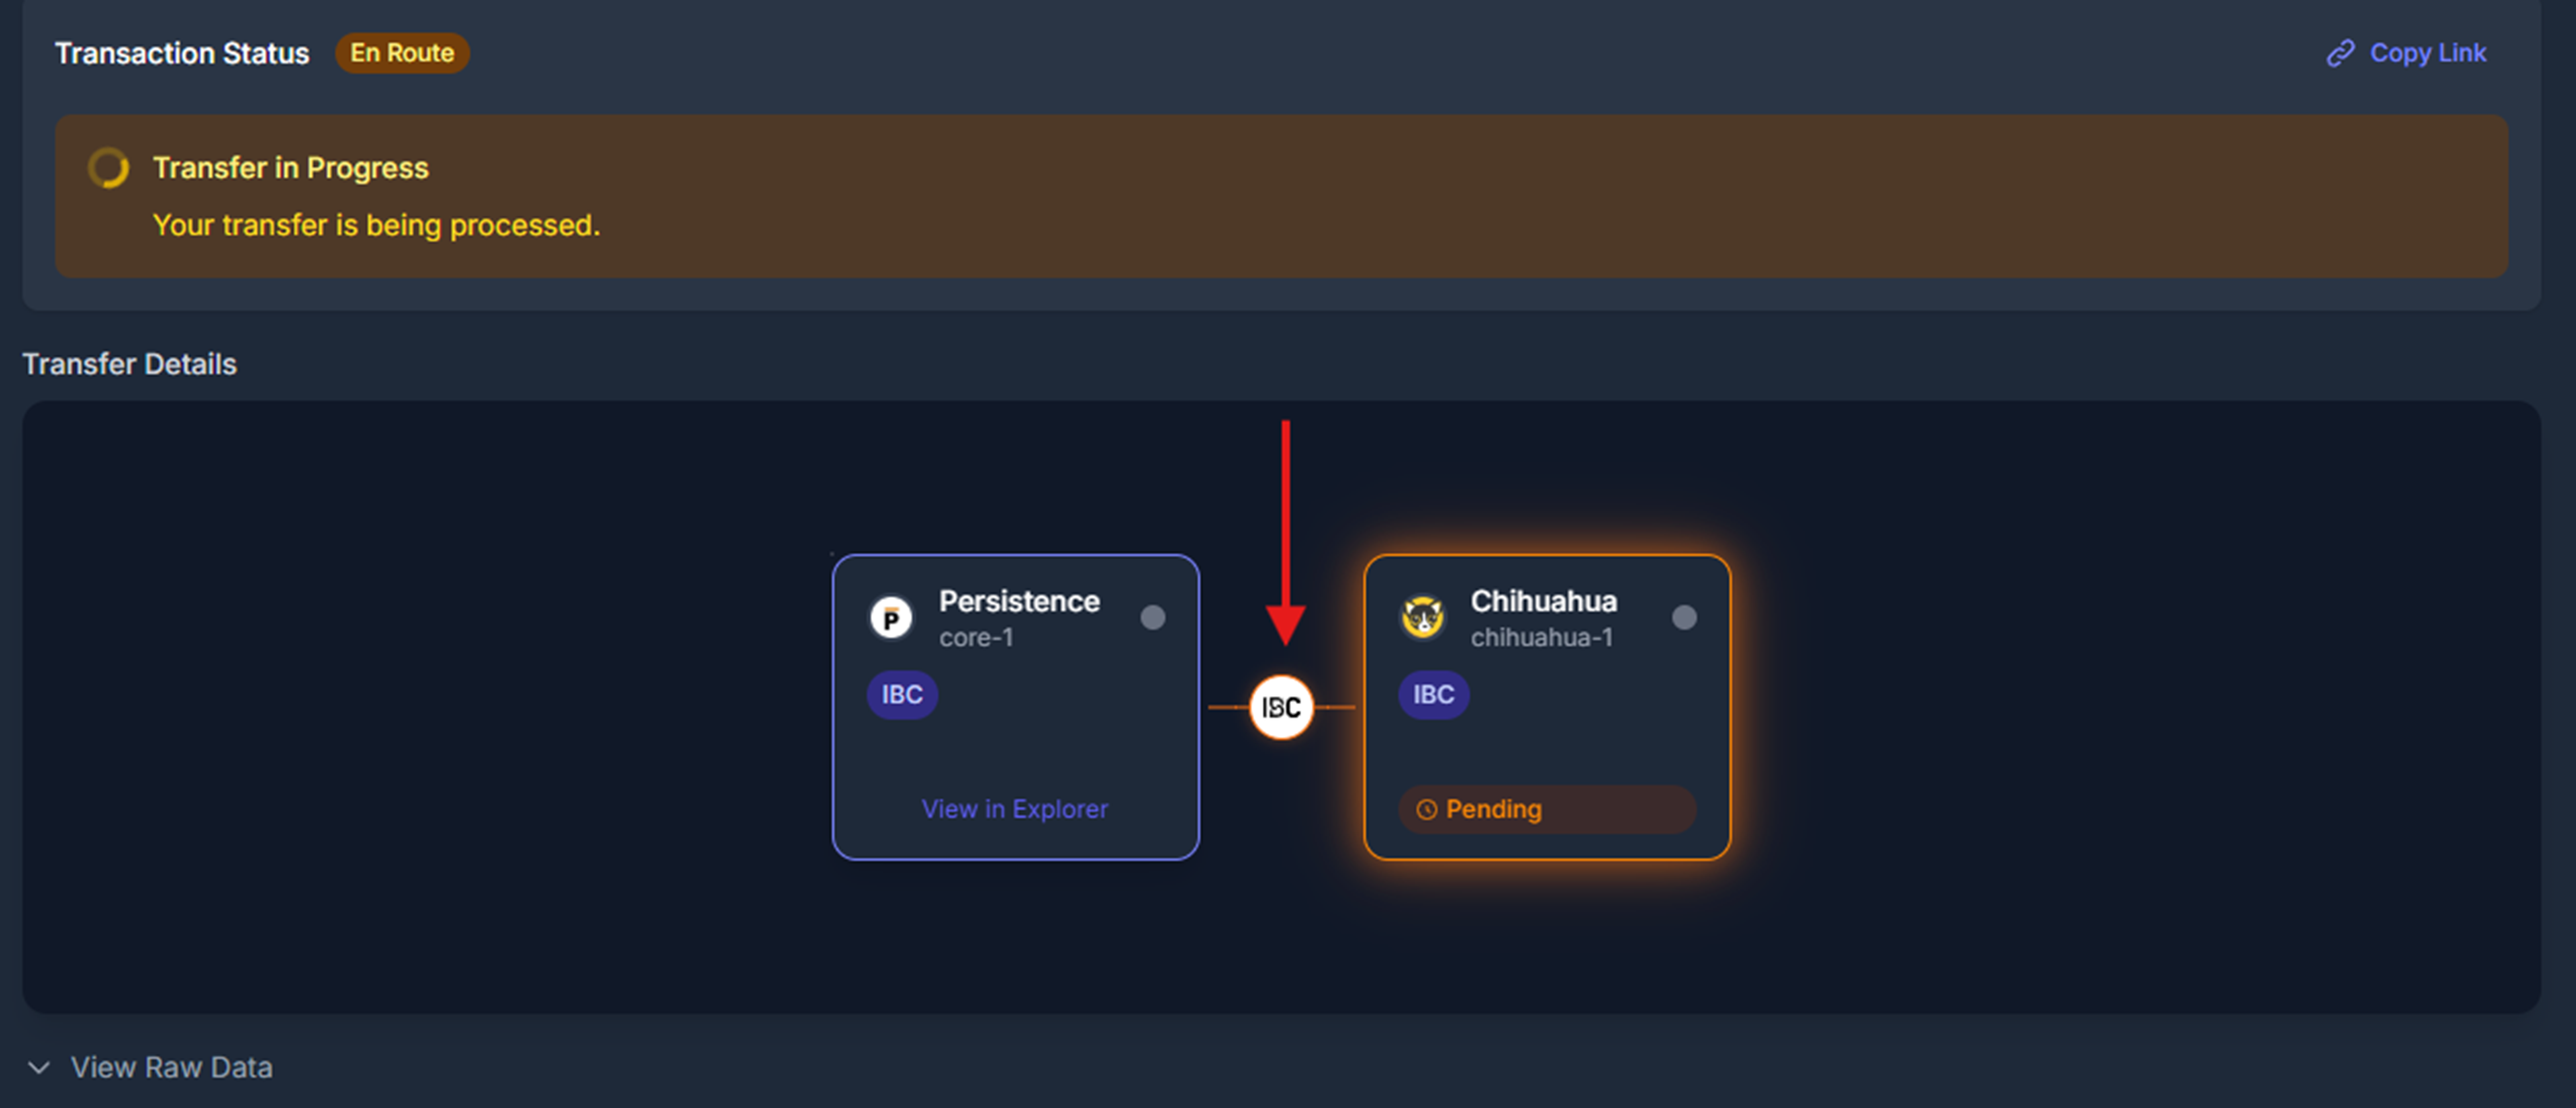 Transaction Status En Route Copy Link
Transfer in Progress
Your transfer is being processed.
Transfer Details
Persistence
core-1
IBC
View in Explorer
IBC
Chihuahua
chihuahua-1
IBC
Pending
View Raw Data